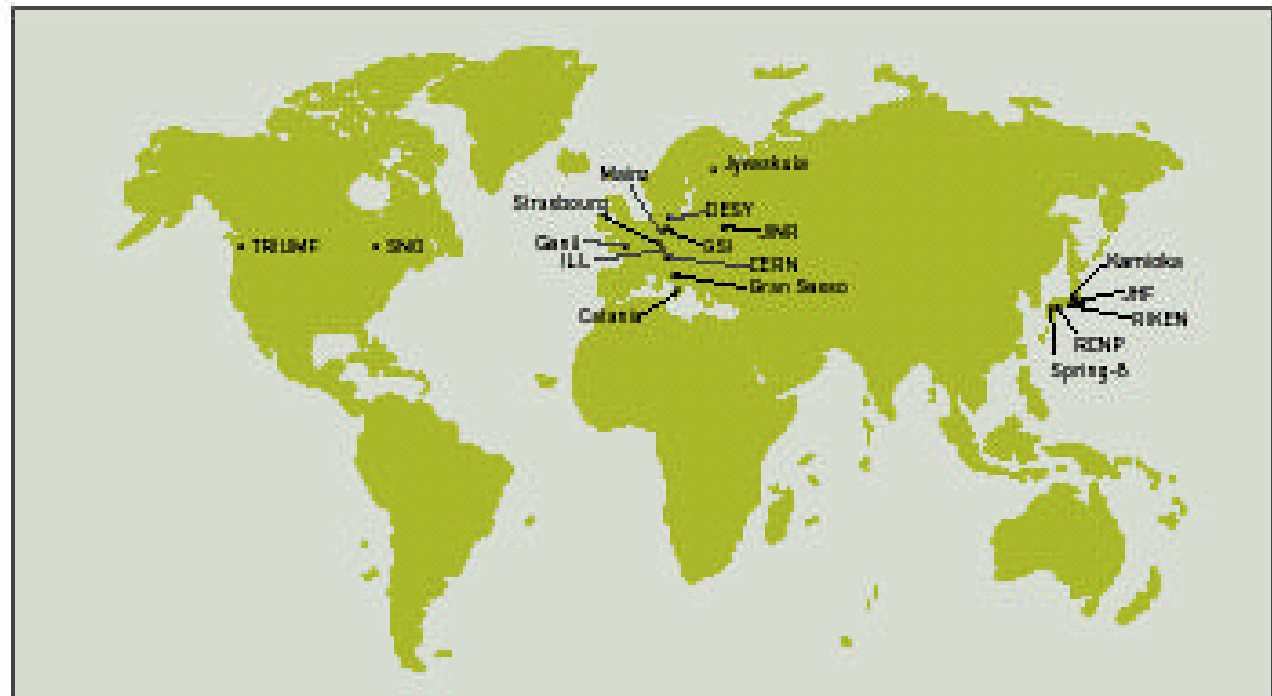 Jyvaskula
Mainz
Strasbourg
DESY
JINR
TRIUMF
SNO
Ganil
GSI
ILL
CERN
Kamioka
Gran Sasso
JHF
Catania
RIKEN
RCNP
Spring-8